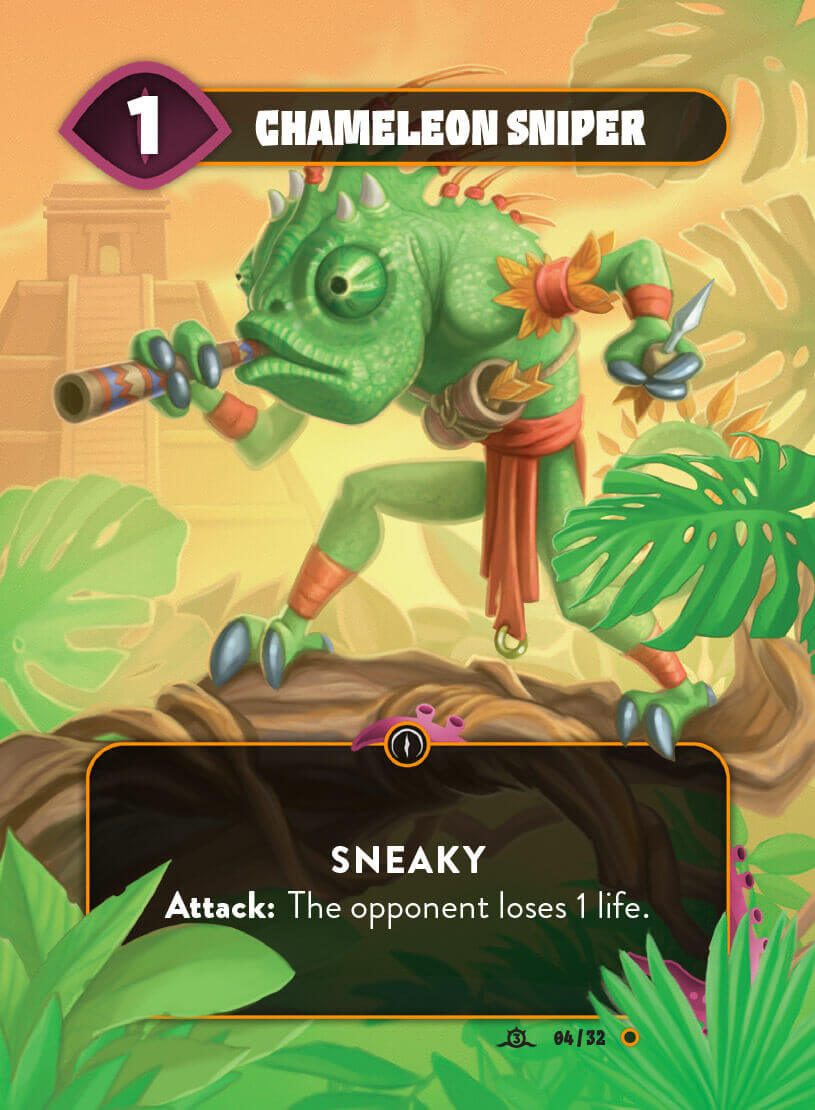 1
CHAMELEON SNIPER
SNEAKY
Attack: The opponent loses 1 life.
3 04/32